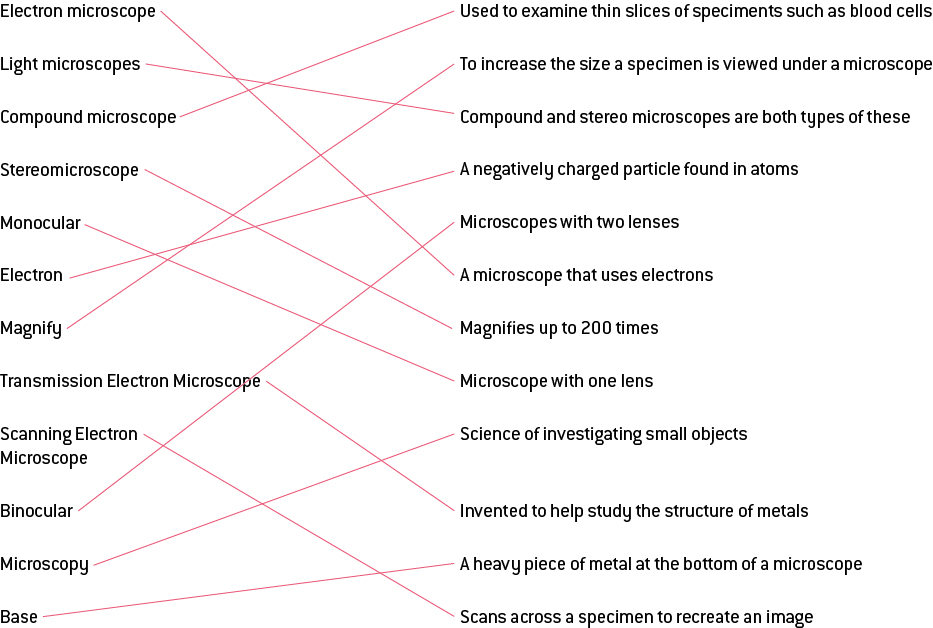 Electron microscope
Used to examine thin slices of speciments such as blood cells
Light microscopes
To increase the size a specimen is viewed under a microscope
Compound microscope
Compound and stereo microscopes are both types of these
Stereomicroscope
A negatively charged particle found in atoms
Monocular
Microscopes with two lenses
Electron
A microscope that uses electrons
Magnify
Magnifies up to 200 times
Transmission Electron Microscope
Microscope with one lens
Scanning Electron
Microscope
Science of investigating small objects
Binocular
Invented to help study the structure of metals
Microscopy
A heavy piece of metal at the bottom of a microscope
Base
Scans across a specimen to recreate an image